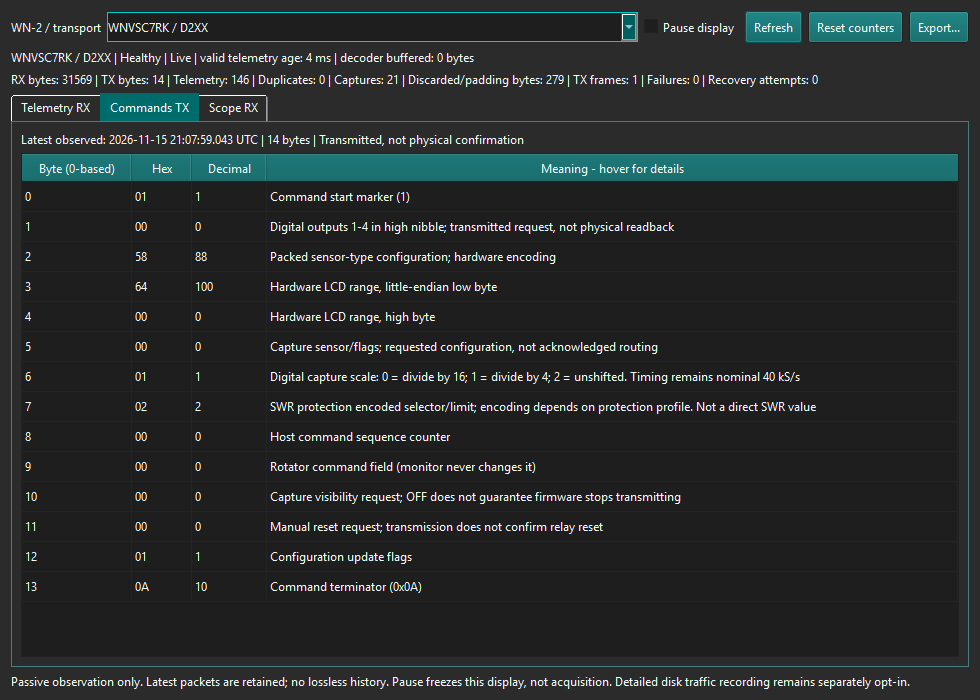 WN-2 / transport WNVSC7RK / D2XX Pause display Refresh Reset counters Export...
WNVSC7RK / D2XX | Healthy | Live | valid telemetry age: 4 ms | decoder buffered: 0 bytes
RX bytes: 31569 | TX bytes: 14 | Telemetry: 146 | Duplicates: 0 | Captures: 21 | Discarded/padding bytes: 279 | TX frames: 1 | Failures: 0 | Recovery attempts: 0
Telemetry RX Commands TX Scope RX
Latest observed: 2026-11-15 21:07:59.043 UTC | 14 bytes | Transmitted, not physical confirmation
Byte (0-based) Hex Decimal Meaning - hover for details
0 01 1 Command start marker (1)
1 00 0 Digital outputs 1-4 in high nibble; transmitted request, not physical readback
2 58 88 Packed sensor-type configuration; hardware encoding
3 64 100 Hardware LCD range, little-endian low byte
4 00 0 Hardware LCD range, high byte
5 00 0 Capture sensor/flags; requested configuration, not acknowledged routing
6 01 1 Digital capture scale: 0 = divide by 16; 1 = divide by 4; 2 = unshifted. Timing remains nominal 40 kS/s
7 02 2 SWR protection encoded selector/limit; encoding depends on protection profile. Not a direct SWR value
8 00 0 Host command sequence counter
9 00 0 Rotator command field (monitor never changes it)
10 00 0 Capture visibility request; OFF does not guarantee firmware stops transmitting
11 00 0 Manual reset request; transmission does not confirm relay reset
12 01 1 Configuration update flags
13 0A 10 Command terminator (0x0A)
Passive observation only. Latest packets are retained; no lossless history. Pause freezes this display, not acquisition. Detailed disk traffic recording remains separately opt-in.